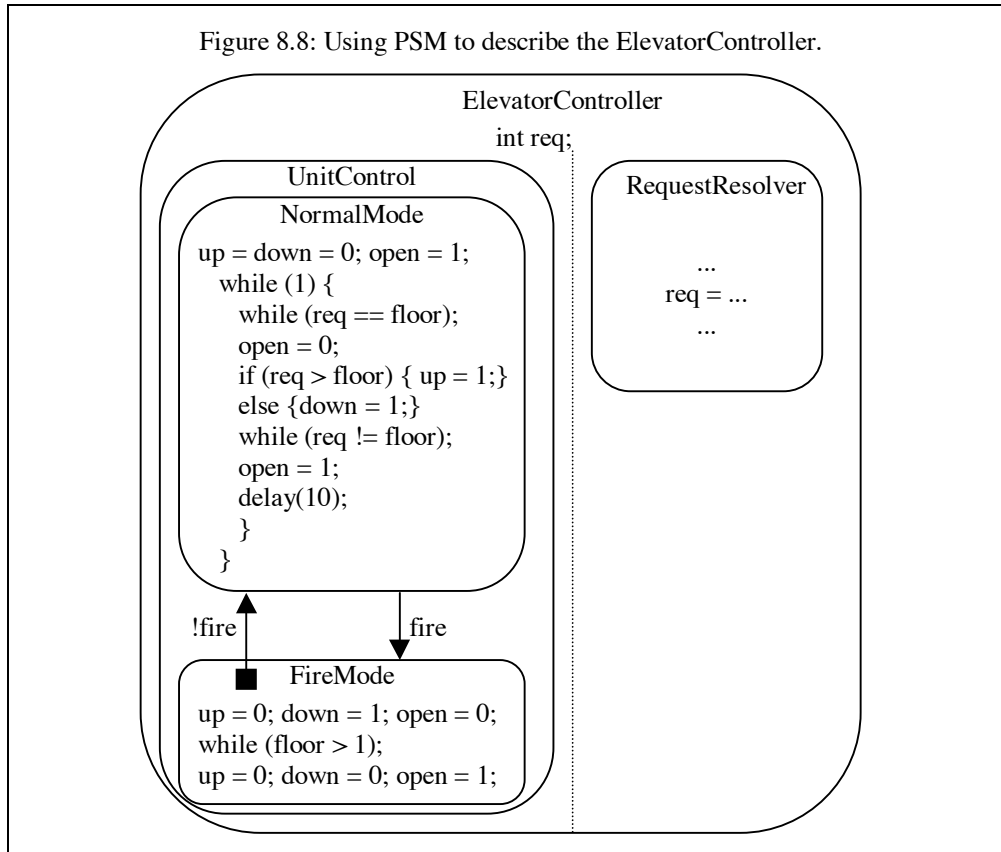 Figure 8.8: Using PSM to describe the ElevatorController.
ElevatorController
int req;
UnitControl
NormalMode
up = down = 0; open = 1;
while (1) {
while (req == floor);
open = 0;
if (req > floor) { up = 1;}
else {down = 1;}
while (req != floor);
open = 1;
delay(10);
}
}
!fire
fire
FireMode
up = 0; down = 1; open = 0;
while (floor > 1);
up = 0; down = 0; open = 1;
RequestResolver
...
req = ...
...